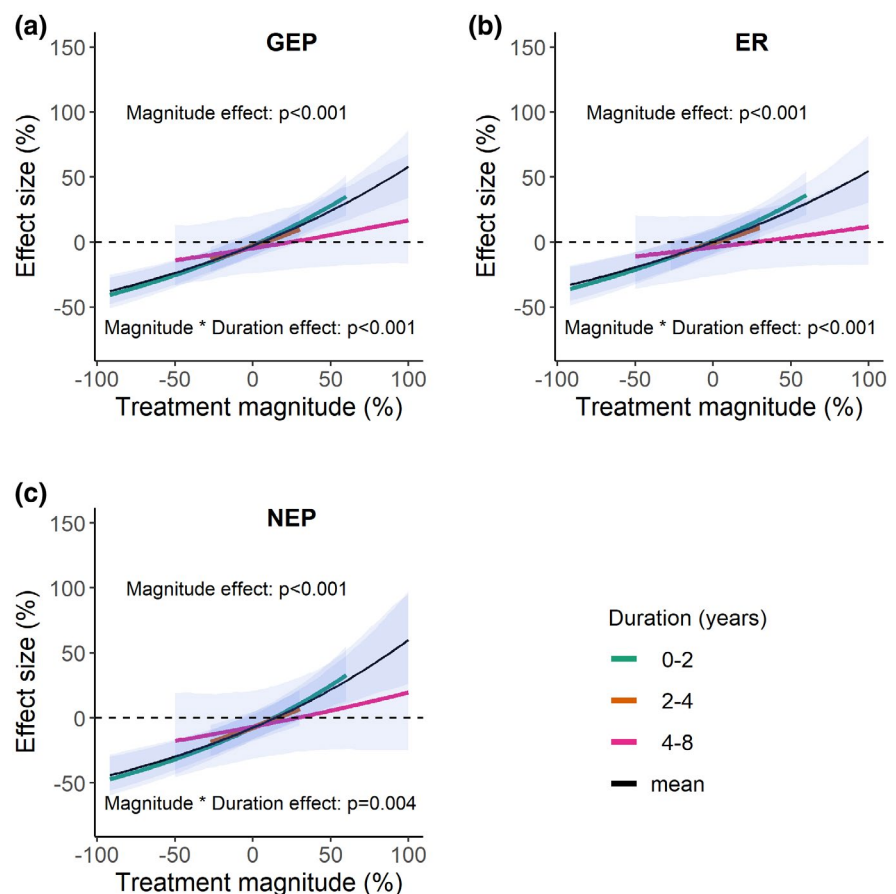 (a)
GEP
150
100
50
0
-50
Effect size (%)
Magnitude effect: p<0.001
Magnitude * Duration effect: p<0.001
-100 -50 0 50 100
Treatment magnitude (%)
(b)
ER
150
100
50
0
-50
Effect size (%)
Magnitude effect: p<0.001
Magnitude * Duration effect: p<0.001
-100 -50 0 50 100
Treatment magnitude (%)
(c)
NEP
150
100
50
0
-50
Effect size (%)
Magnitude effect: p<0.001
Magnitude * Duration effect: p=0.004
-100 -50 0 50 100
Treatment magnitude (%)
Duration (years)
0-2
2-4
4-8
mean